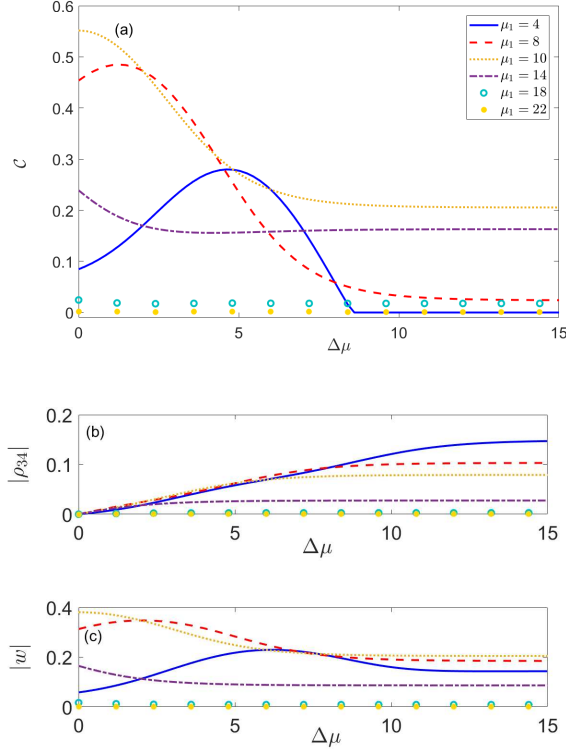 (a)
0.6
0.5
0.4
0.3
0.2
0.1
0
C
0 5 10 15
Δμ
μ₁ = 4
μ₁ = 8
μ₁ = 10
μ₁ = 14
μ₁ = 18
μ₁ = 22
(b)
0.2
0.1
0
|ρ₃₄|
0 5 10 15
Δμ
(c)
0.4
0.2
0
|w|
0 5 10 15
Δμ